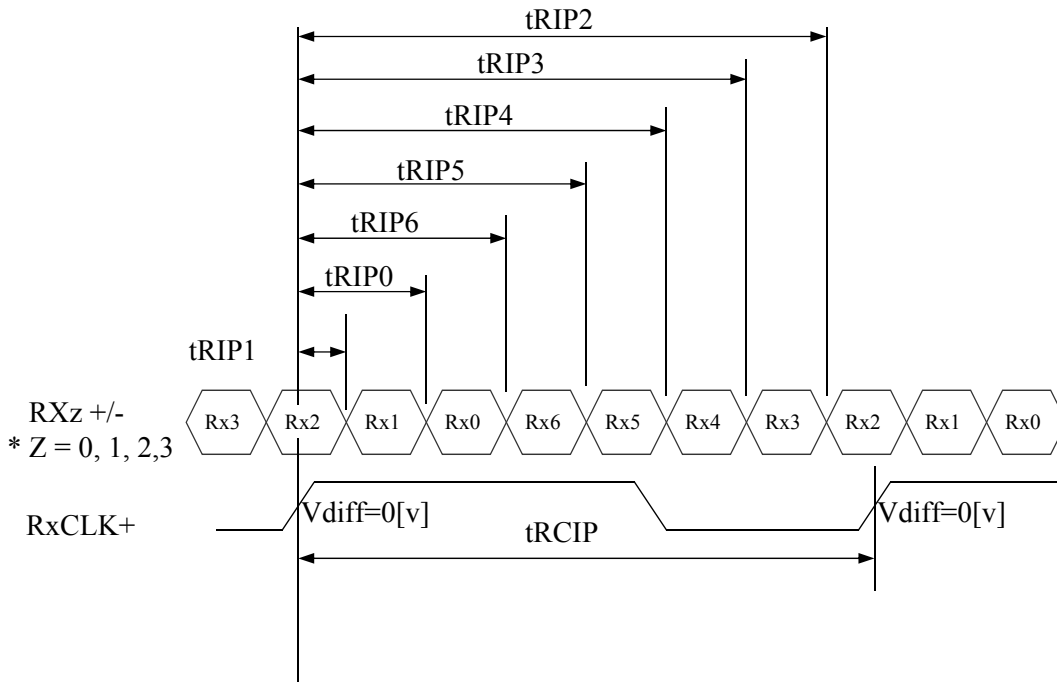 tRIP2
tRIP3
tRIP4
tRIP5
tRIP6
tRIP0
tRIP1
RXz +/-
* Z = 0, 1, 2,3
Rx3 Rx2 Rx1 Rx0 Rx6 Rx5 Rx4 Rx3 Rx2 Rx1 Rx0
RxCLK+
Vdiff=0[v] Vdiff=0[v]
tRCIP